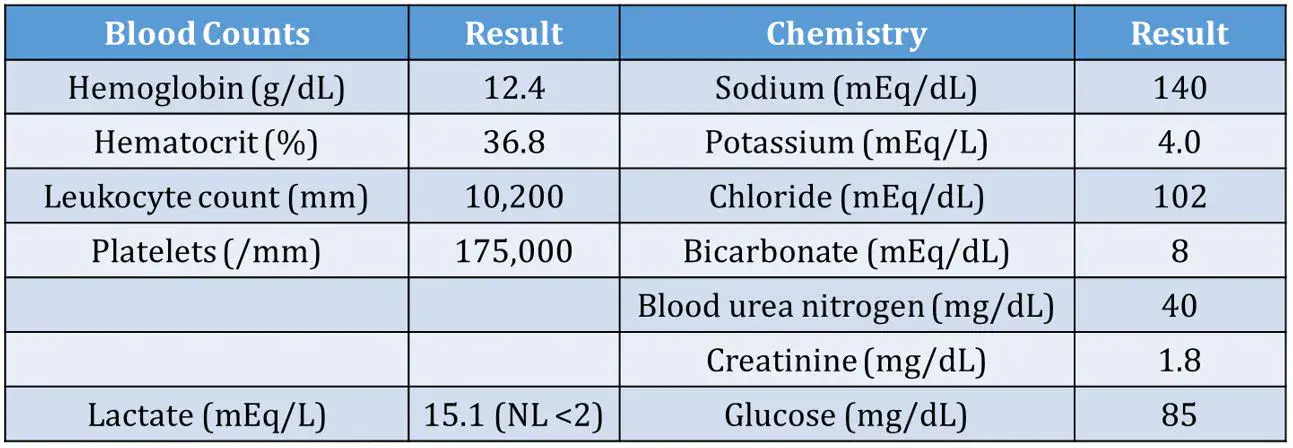 Blood Counts Result Chemistry Result
Hemoglobin (g/dL) 12.4 Sodium (mEq/dL) 140
Hematocrit (%) 36.8 Potassium (mEq/L) 4.0
Leukocyte count (mm) 10,200 Chloride (mEq/dL) 102
Platelets (/mm) 175,000 Bicarbonate (mEq/dL) 8
Blood urea nitrogen (mg/dL) 40
Creatinine (mg/dL) 1.8
Lactate (mEq/L) 15.1 (NL <2) Glucose (mg/dL) 85